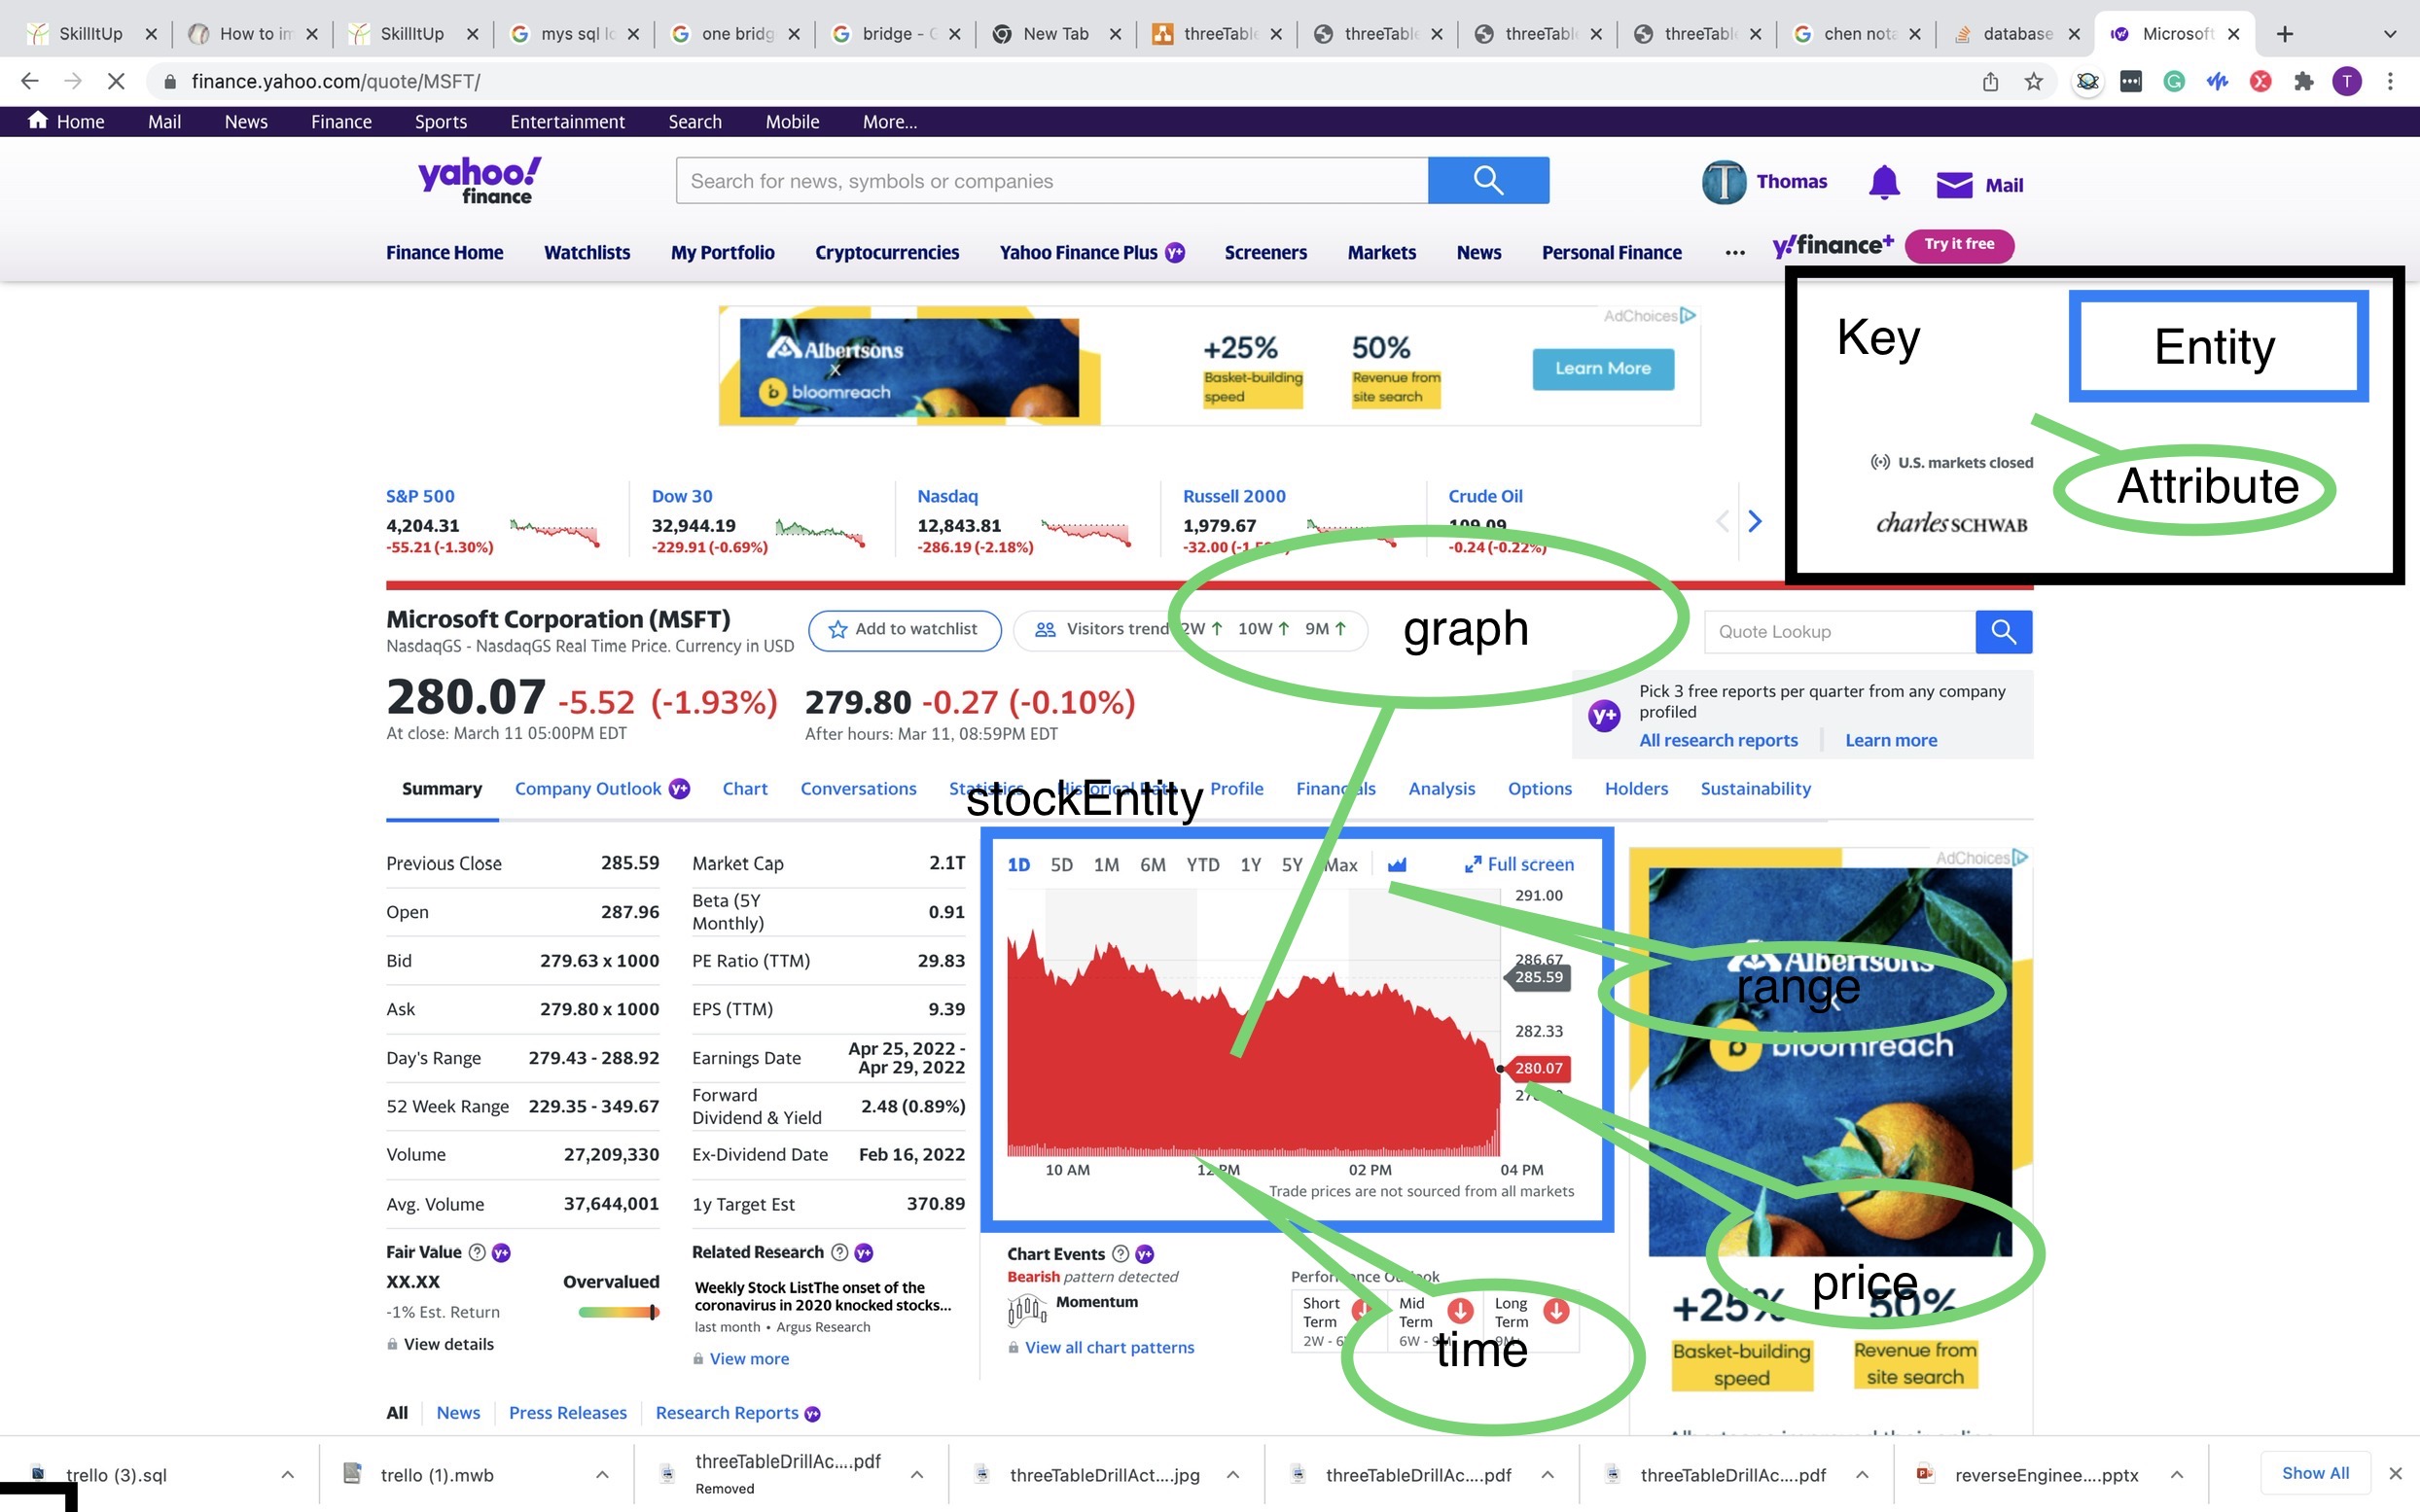 SkillItUp
How to im
SkillItUp
mys sql lo
one bridg
bridge - G
New Tab
threeTable
threeTable
threeTable
threeTable
chen nota
database
Microsoft
finance.yahoo.com/quote/MSFT/
T
Home Mail News Finance Sports Entertainment Search Mobile More...
yahoo!
finance
Search for news, symbols or companies
T Thomas Mail
Finance Home Watchlists My Portfolio Cryptocurrencies Yahoo Finance Plus y+ Screeners Markets News Personal Finance ... y!finance+ Try it free
AdChoices
Albertsons
x
b bloomreach
+25%
Basket-building
speed
50%
Revenue from
site search
Learn More
Key
Entity
Attribute
U.S. markets closed
charles SCHWAB
S&P 500
4,204.31
-55.21 (-1.30%)
Dow 30
32,944.19
-229.91 (-0.69%)
Nasdaq
12,843.81
-286.19 (-2.18%)
Russell 2000
1,979.67
-32.00
Crude Oil
109.09
-0.24 (-0.22%)
Microsoft Corporation (MSFT)
NasdaqGS - NasdaqGS Real Time Price. Currency in USD
Add to watchlist
Visitors trend 2W ↑ 10W ↑ 9M ↑
graph
Quote Lookup
280.07 -5.52 (-1.93%)
At close: March 11 05:00PM EDT
279.80 -0.27 (-0.10%)
After hours: Mar 11, 08:59PM EDT
y+
Pick 3 free reports per quarter from any company
profiled
All research reports Learn more
Summary Company Outlook y+ Chart Conversations Statistics Historical Data Profile Financials Analysis Options Holders Sustainability
stockEntity
Previous Close 285.59
Open 287.96
Bid 279.63 x 1000
Ask 279.80 x 1000
Day's Range 279.43 - 288.92
52 Week Range 229.35 - 349.67
Volume 27,209,330
Avg. Volume 37,644,001
Market Cap 2.1T
Beta (5Y
Monthly) 0.91
PE Ratio (TTM) 29.83
EPS (TTM) 9.39
Earnings Date Apr 25, 2022 -
Apr 29, 2022
Forward
Dividend & Yield 2.48 (0.89%)
Ex-Dividend Date Feb 16, 2022
1y Target Est 370.89
1D 5D 1M 6M YTD 1Y 5Y Max Full screen
291.00
286.67
285.59
282.33
280.07
10 AM 12 PM 02 PM 04 PM
Trade prices are not sourced from all markets
AdChoices
Albertsons
range
x
b bloomreach
price
+25%
Basket-building
speed
50%
Revenue from
site search
Fair Value ? y+
XX.XX Overvalued
-1% Est. Return
View details
Related Research ? y+
Weekly Stock ListThe onset of the
coronavirus in 2020 knocked stocks...
last month • Argus Research
View more
Chart Events ? y+
Bearish pattern detected
Momentum
View all chart patterns
Performance Outlook
Short
Term
Mid
Term
Long
Term
time
All News Press Releases Research Reports y+
trello (3).sql
trello (1).mwb
threeTableDrillAc....pdf
Removed
threeTableDrillAct....jpg
threeTableDrillAc....pdf
threeTableDrillAc....pdf
reverseEnginee....pptx
Show All